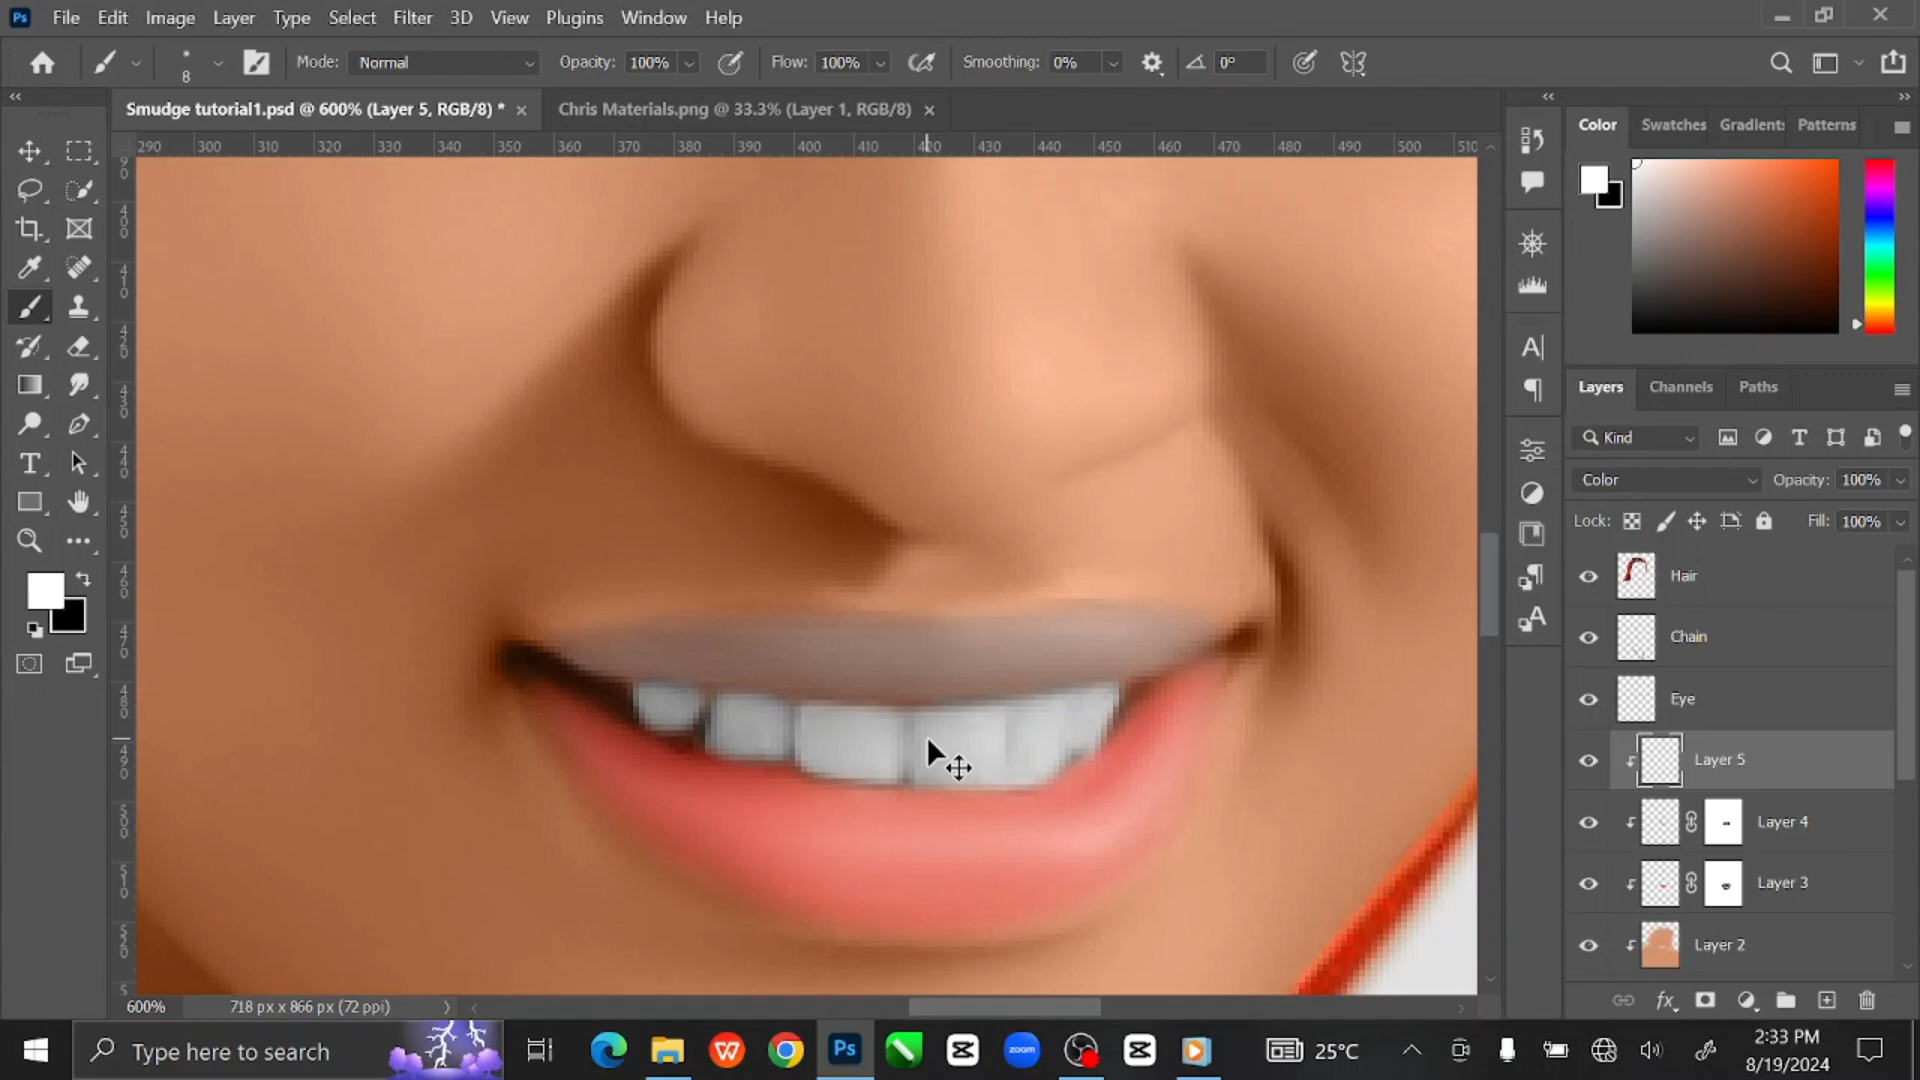 Ps File Edit Image Layer Type Select Filter 3D View Plugins Window Help
8 Mode: Normal Opacity: 100% Flow: 100% Smoothing: 0% 0°
Smudge tutorial1.psd @ 600% (Layer 5, RGB/8) * Chris Materials.png @ 33.3% (Layer 1, RGB/8)
290 300 310 320 330 340 350 360 370 380 390 400 410 420 430 440 450 460 470 480 490 500 510
Color Swatches Gradients Patterns
Layers Channels Paths
Kind
Color Opacity: 100%
Lock: Fill: 100%
Hair
Chain
Eye
Layer 5
Layer 4
Layer 3
Layer 2
600% 718 px x 866 px (72 ppi)
Type here to search Ps zoom 25°C 2:33 PM
8/19/2024